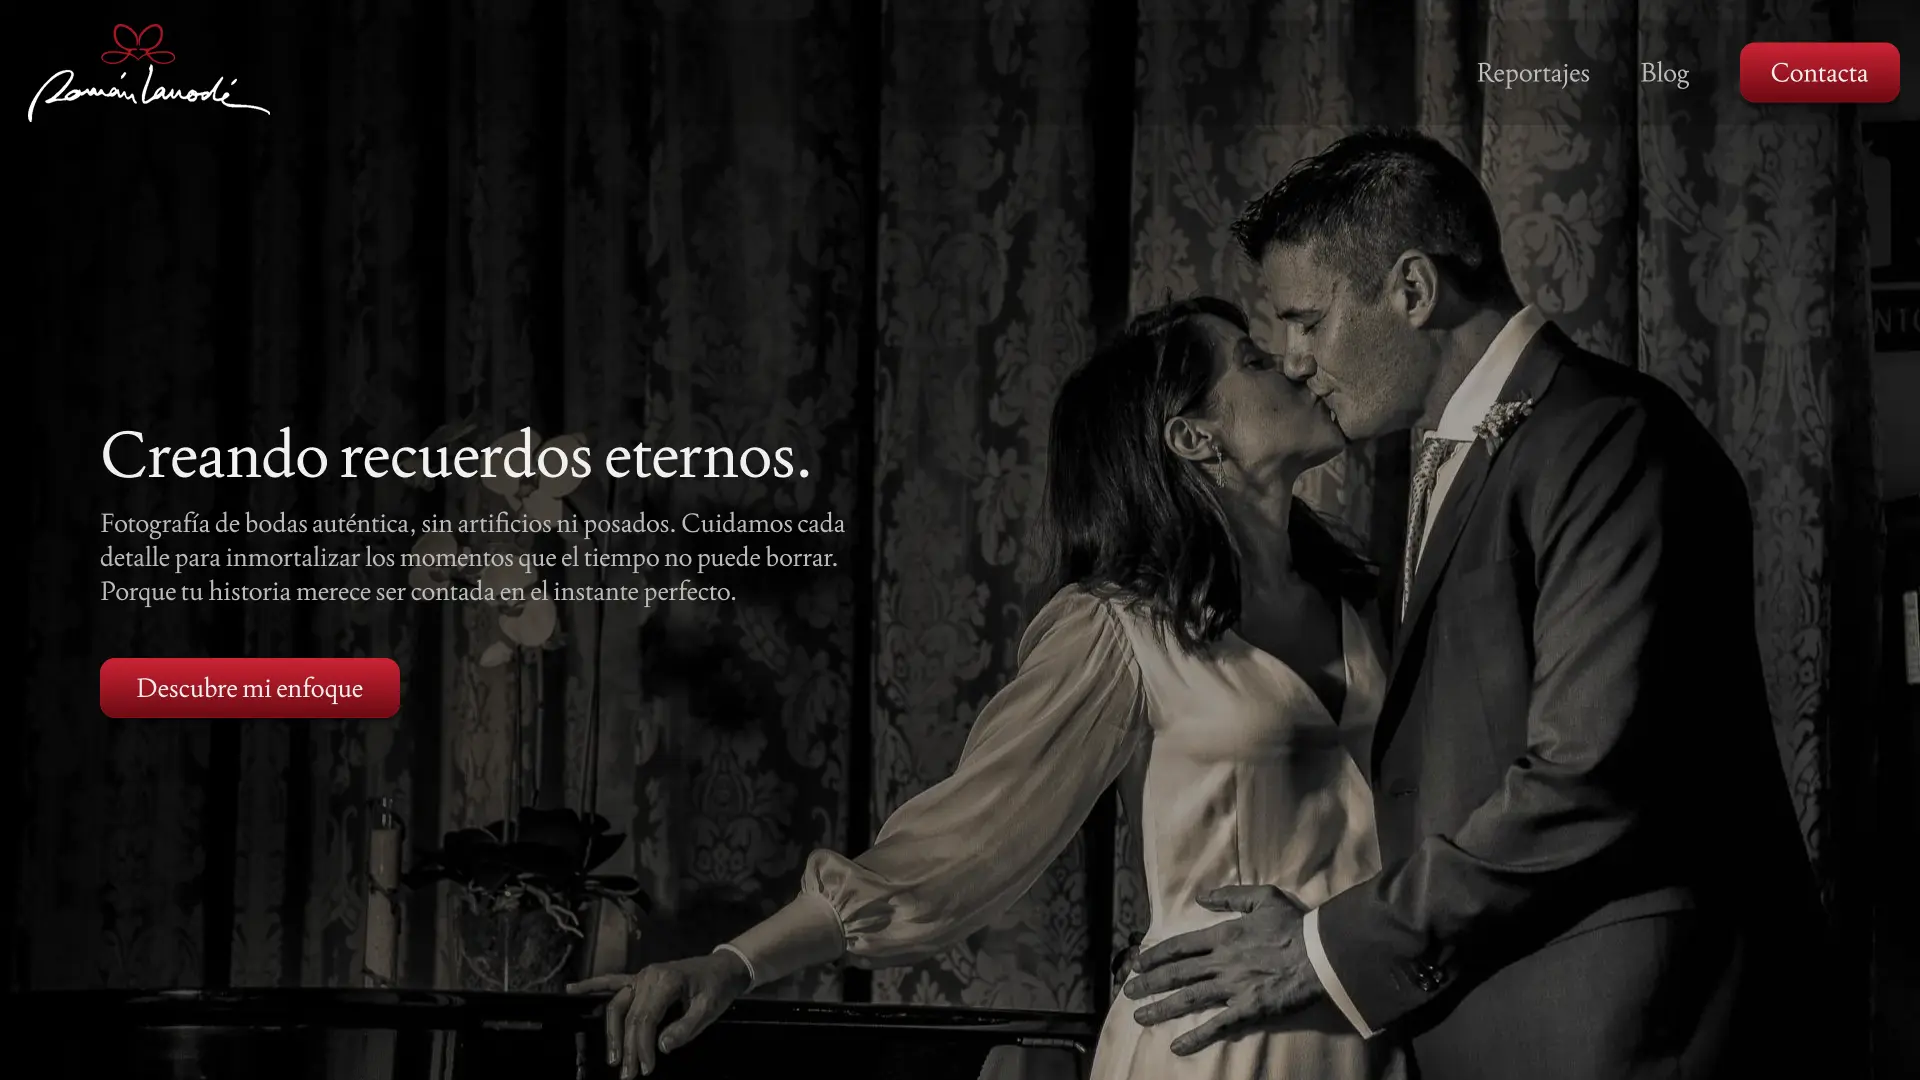 Reportajes
Blog
Contacta
Creando recuerdos eternos.
Fotografía de bodas auténtica, sin artificios ni posados. Cuidamos cada
detalle para inmortalizar los momentos que el tiempo no puede borrar.
Porque tu historia merece ser contada en el instante perfecto.
Descubre mi enfoque